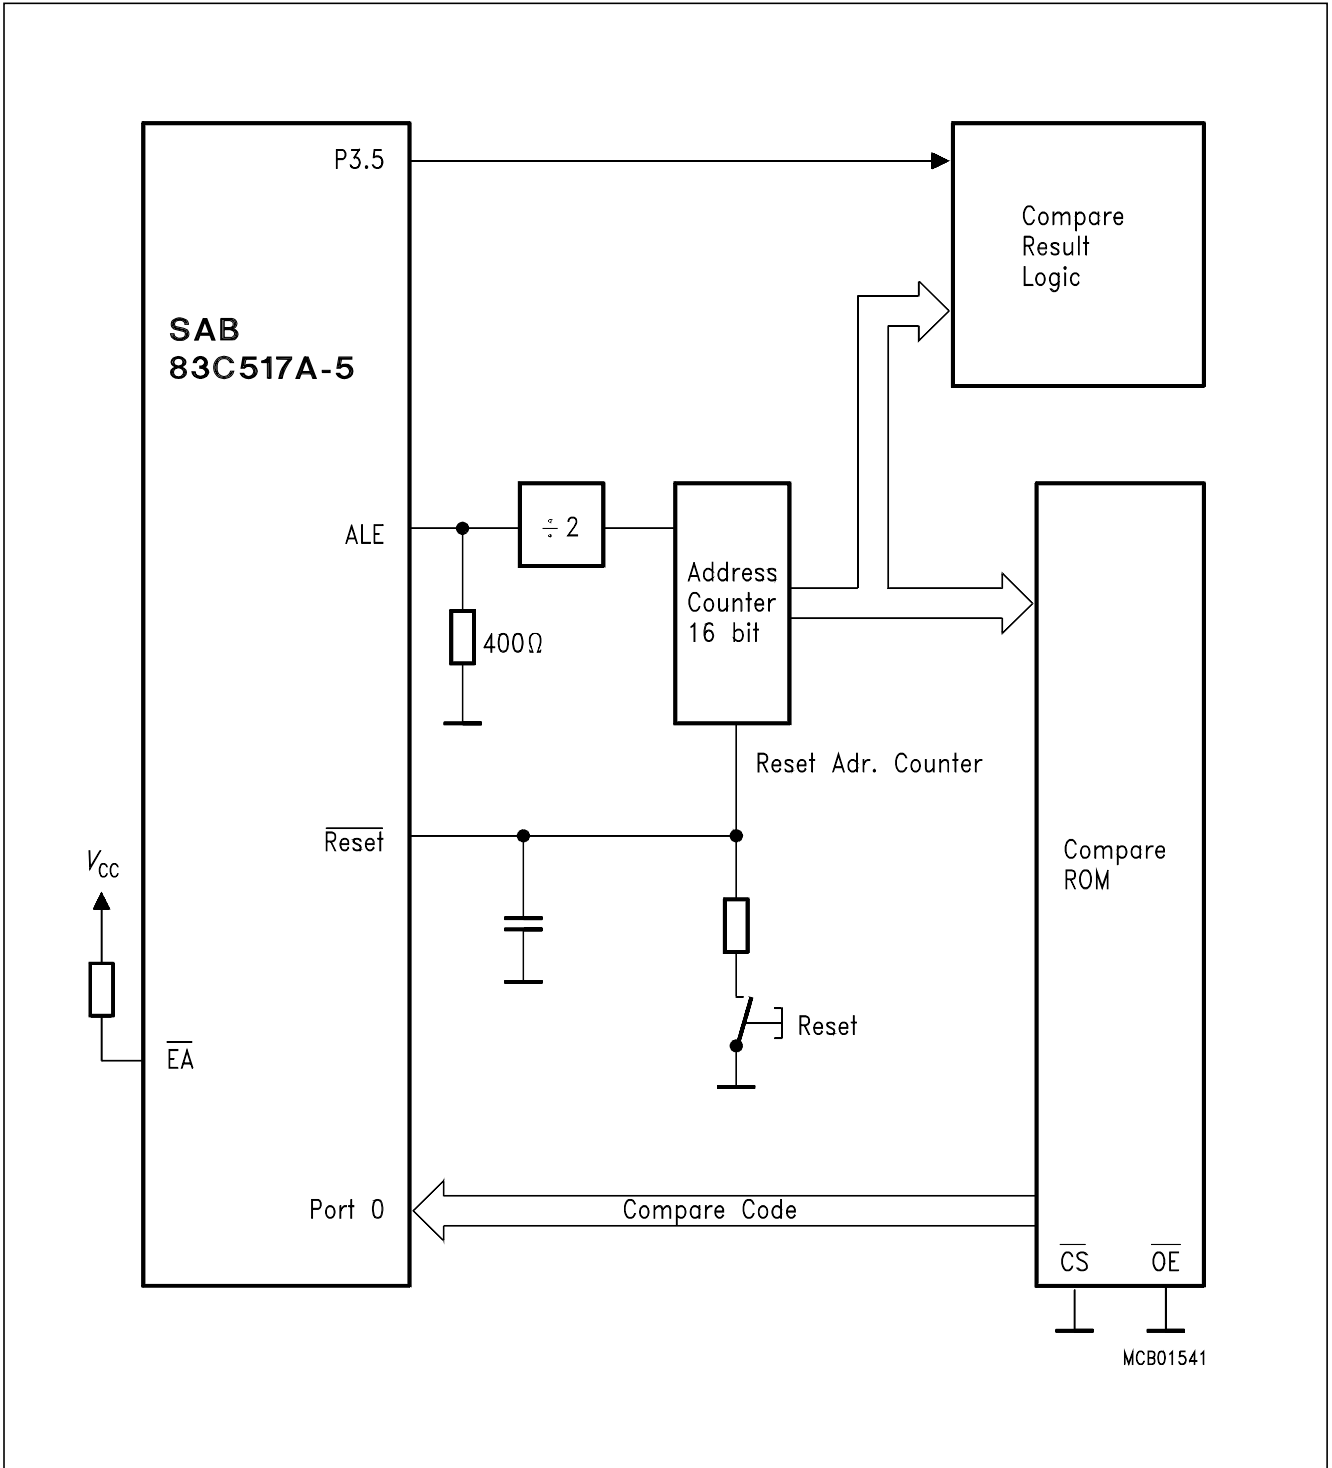 P3.5
Compare
Result
Logic
SAB
83C517A-5
ALE
÷ 2
Address
Counter
16 bit
400Ω
Reset Adr. Counter
Reset
VCC
Compare
ROM
Reset
EA
Port 0
Compare Code
CS OE
MCB01541